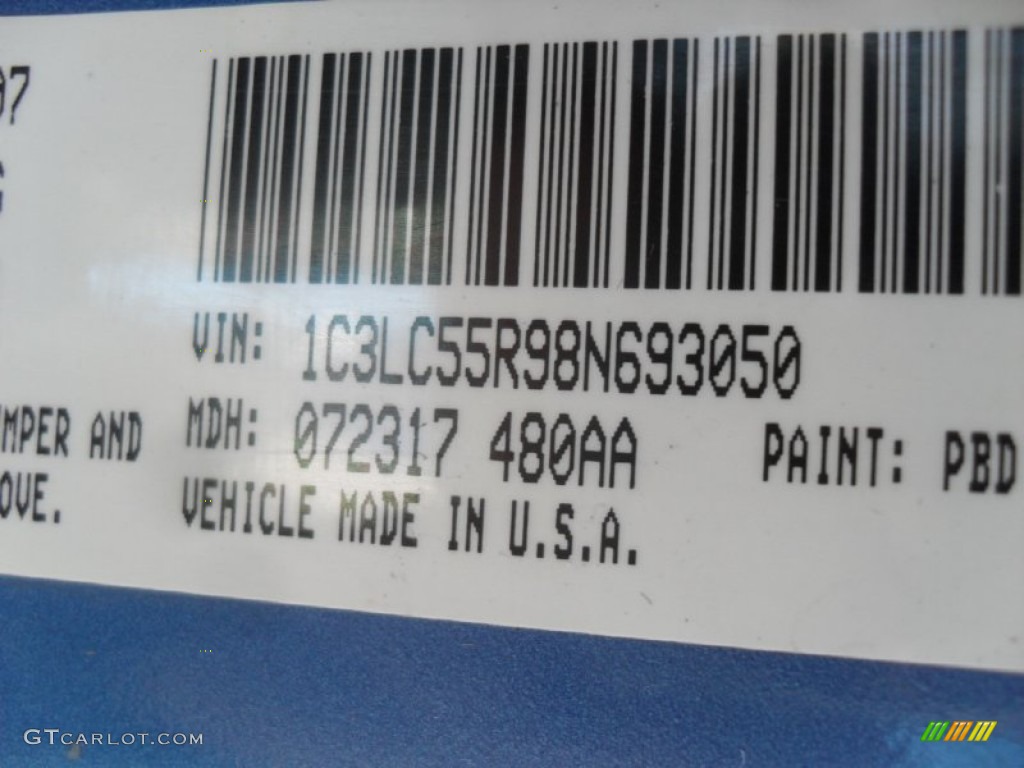 07
VIN: 1C3LC55R98N693050
MPER AND
MDH: 072317 480AA
PAINT: PBD
OVE.
VEHICLE MADE IN U.S.A.
GTCARLOT.COM